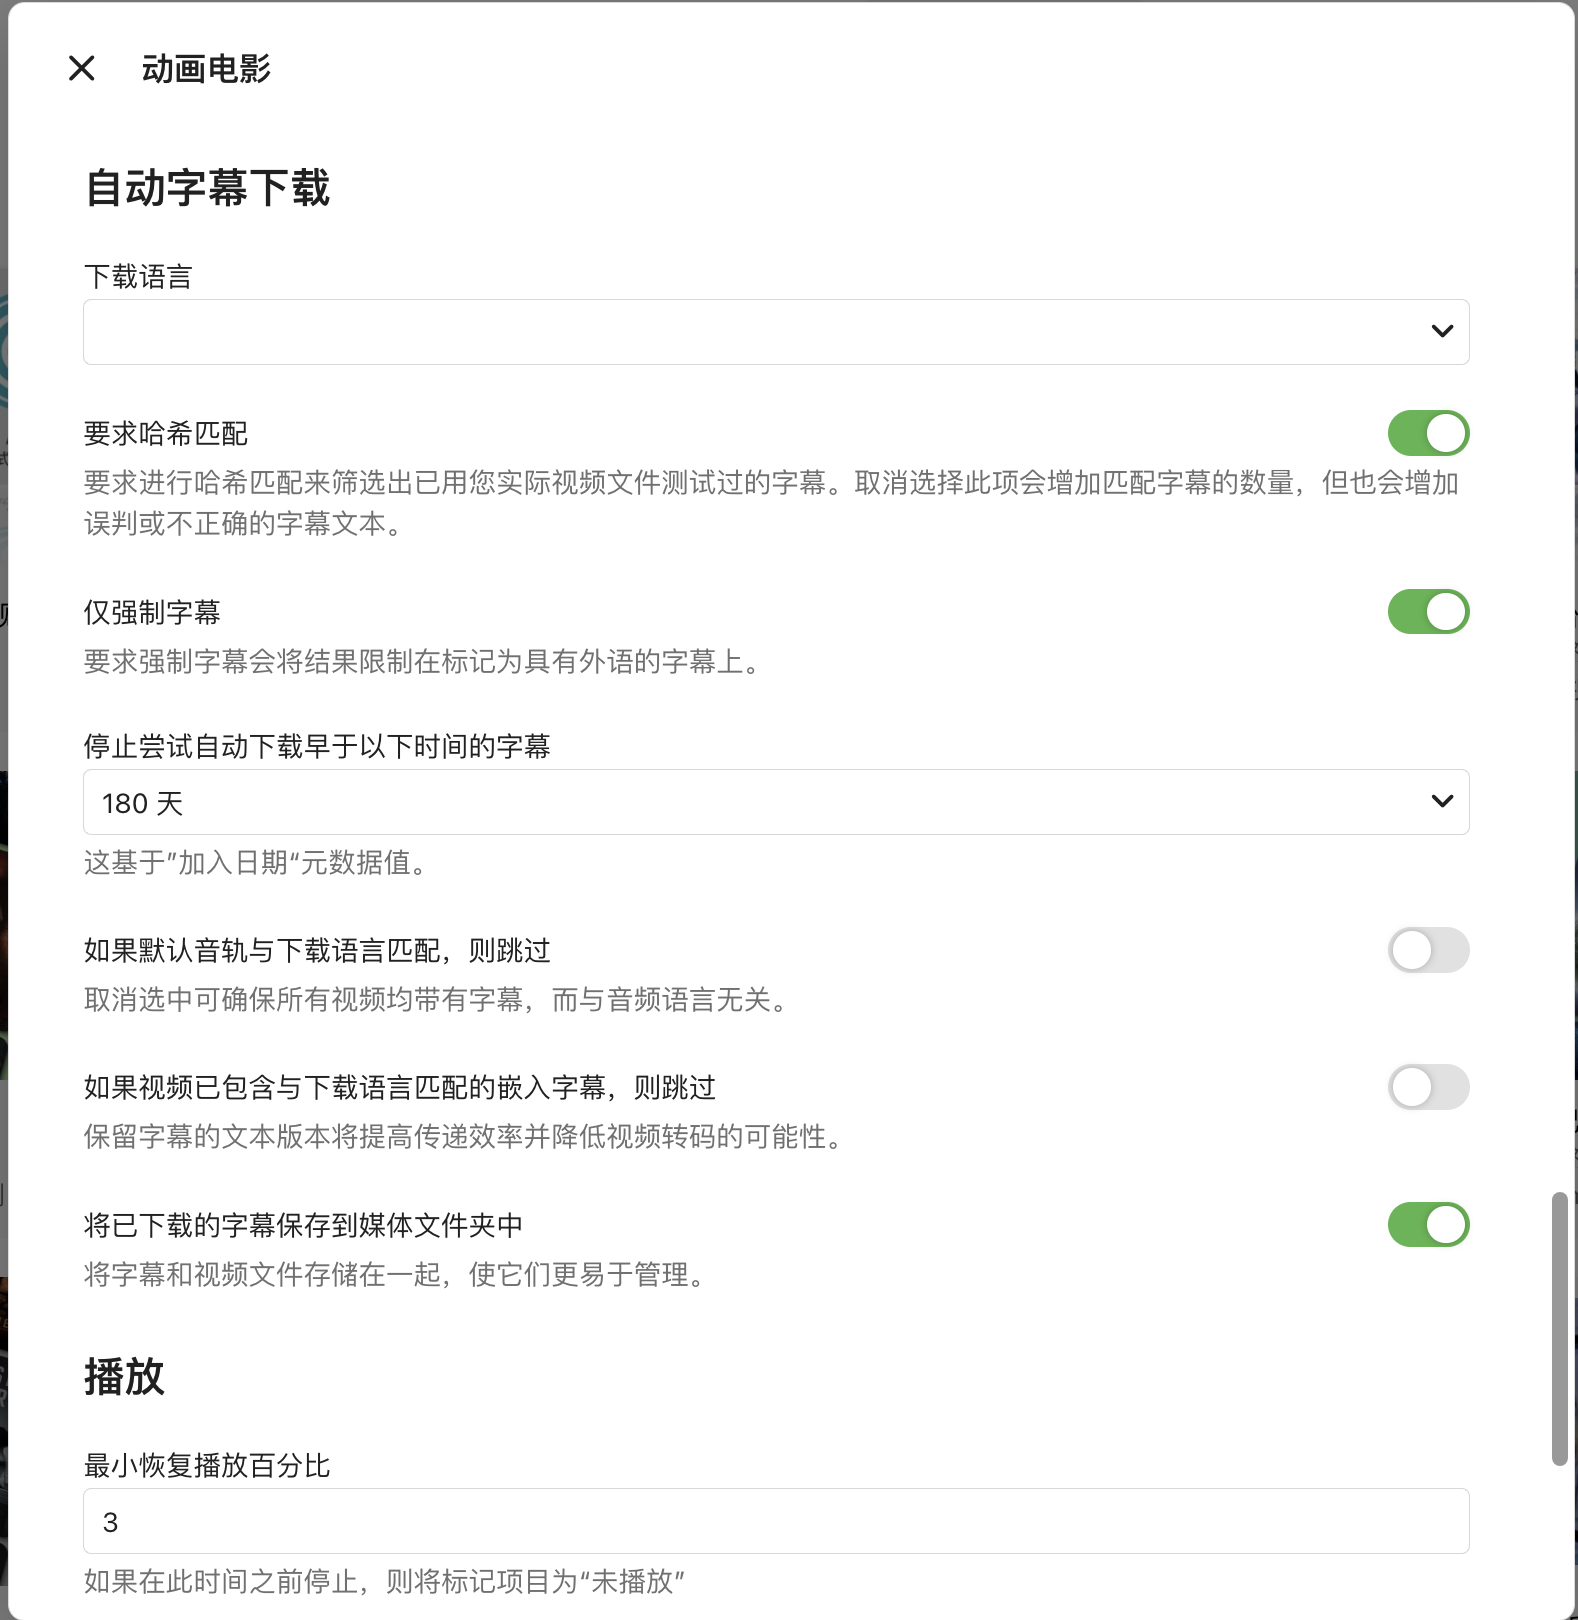 动画电影
自动字幕下载
下载语言
要求哈希匹配
要求进行哈希匹配来筛选出已用您实际视频文件测试过的字幕。取消选择此项会增加匹配字幕的数量，但也会增加
误判或不正确的字幕文本。
仅强制字幕
要求强制字幕会将结果限制在标记为具有外语的字幕上。
停止尝试自动下载早于以下时间的字幕
180 天
这基于”加入日期“元数据值。
如果默认音轨与下载语言匹配，则跳过
取消选中可确保所有视频均带有字幕，而与音频语言无关。
如果视频已包含与下载语言匹配的嵌入字幕，则跳过
保留字幕的文本版本将提高传递效率并降低视频转码的可能性。
将已下载的字幕保存到媒体文件夹中
将字幕和视频文件存储在一起，使它们更易于管理。
播放
最小恢复播放百分比
3
如果在此时间之前停止，则将标记项目为“未播放”